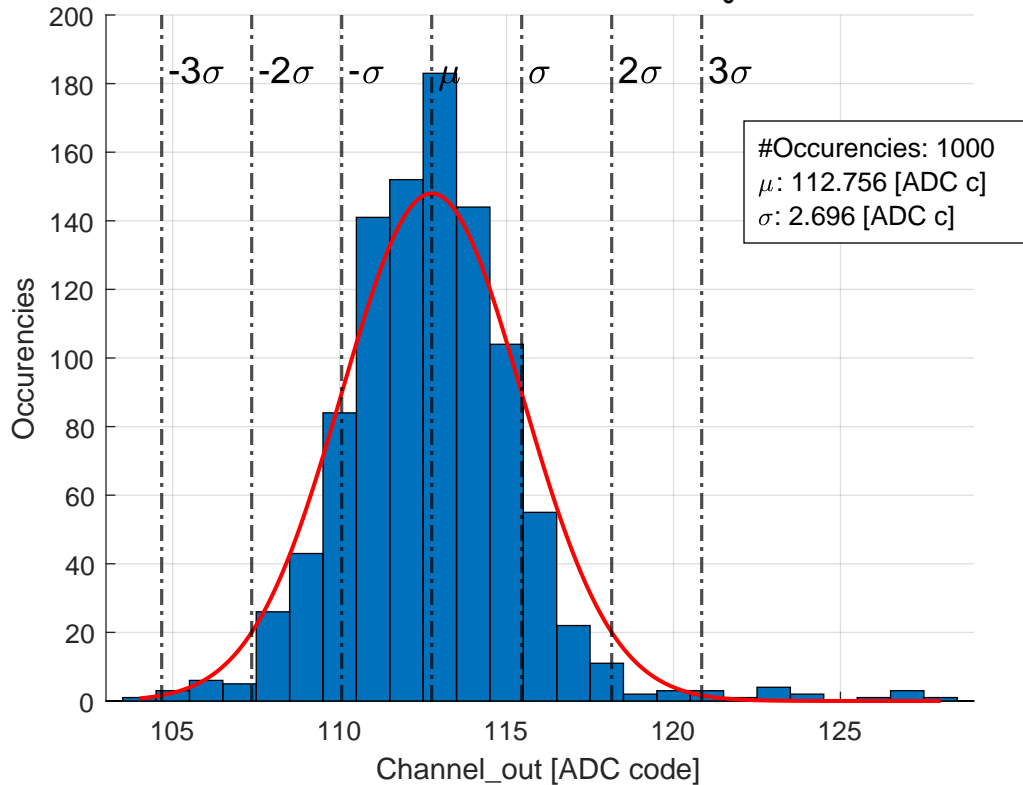 200
180
160
140
120
100
80
60
40
20
0
-3σ
-2σ
-σ
μ
σ
2σ
3σ
#Occurencies: 1000
μ: 112.756 [ADC c]
σ: 2.696 [ADC c]
Occurencies
105
110
115
120
125
Channel_out [ADC code]